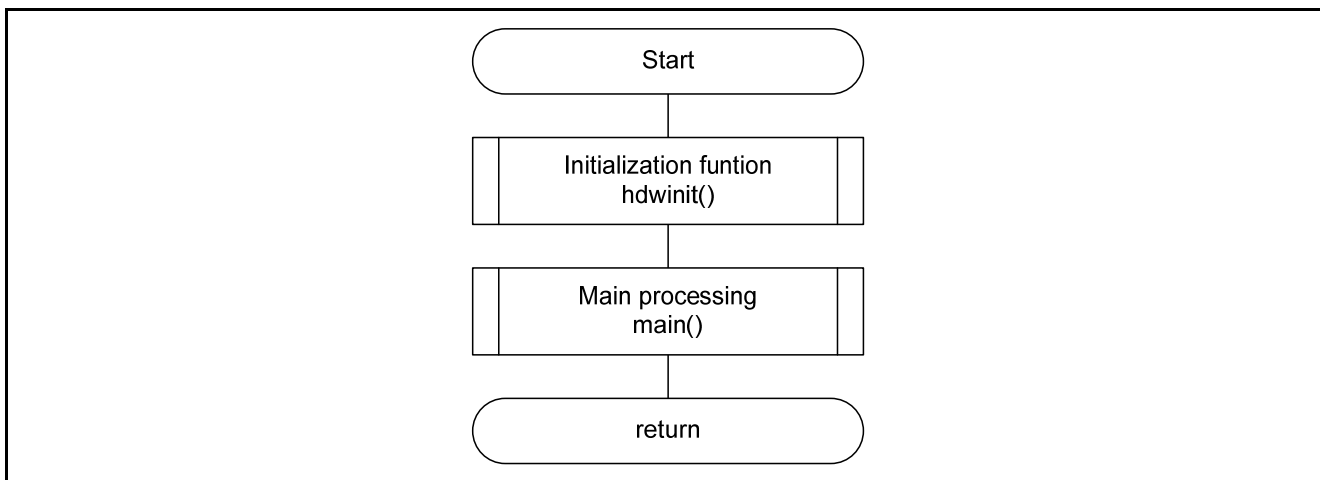 Start
Initialization funtion
hdwinit()
Main processing
main()
return